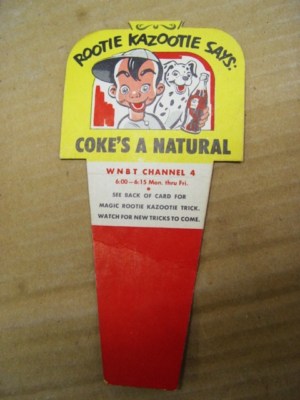 ROOTIE KAZOOTIE SAYS:
COKE'S A NATURAL
WNBT CHANNEL 4
6:00–6:15 Mon. thru Fri.
SEE BACK OF CARD FOR
MAGIC ROOTIE KAZOOTIE TRICK.
WATCH FOR NEW TRICKS TO COME.